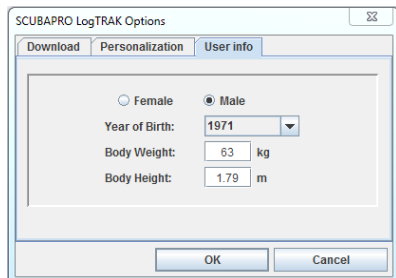 SCUBAPRO LogTRAK Options
Download Personalization User info
Female Male
Year of Birth: 1971
Body Weight: 63 kg
Body Height: 1.79 m
OK Cancel